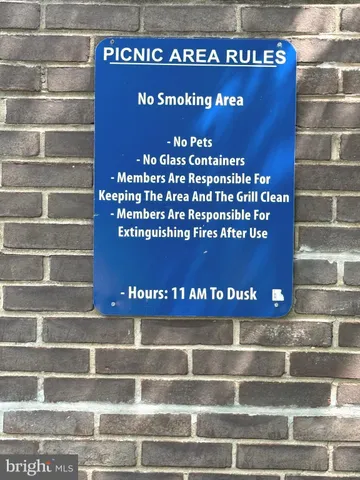 PICNIC AREA RULES
No Smoking Area
- No Pets
- No Glass Containers
- Members Are Responsible For
Keeping The Area And The Grill Clean
- Members Are Responsible For
Extinguishing Fires After Use
- Hours: 11 AM To Dusk
bright MLS